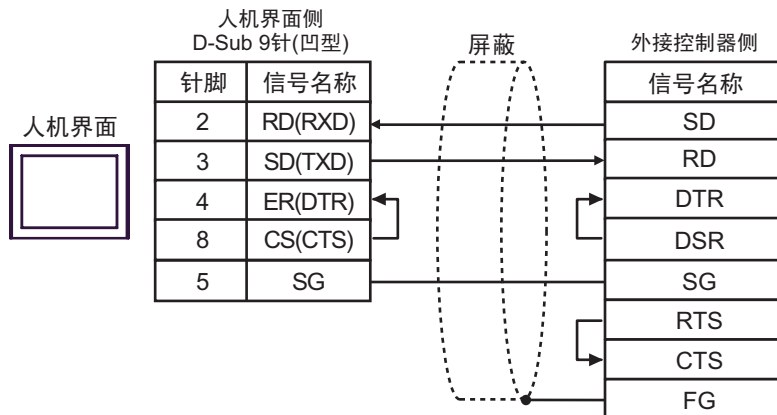 人机界面侧
D-Sub 9针(凹型)
屏蔽
外接控制器侧
人机界面
针脚 信号名称
2 RD(RXD)
3 SD(TXD)
4 ER(DTR)
8 CS(CTS)
5 SG
信号名称
SD
RD
DTR
DSR
SG
RTS
CTS
FG